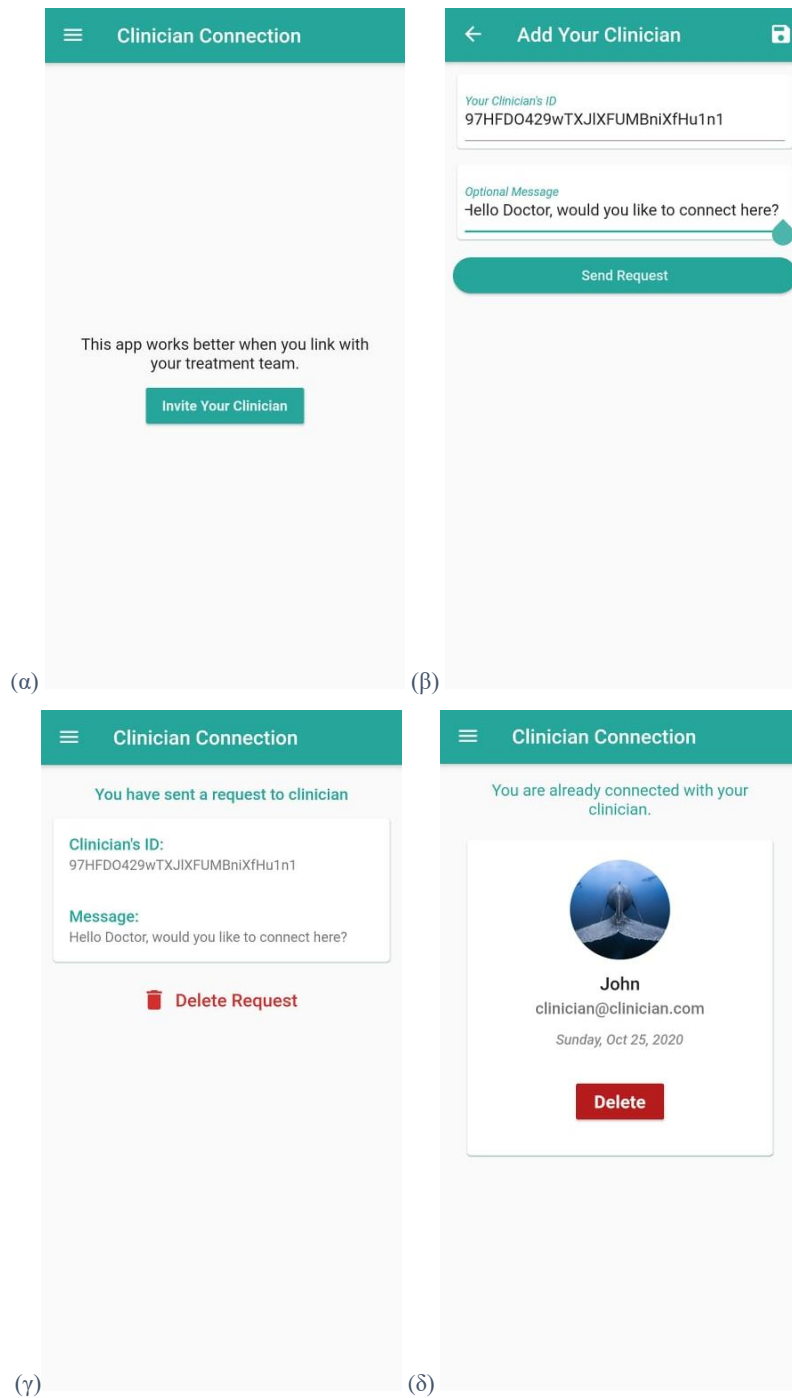 Clinician Connection
This app works better when you link with
your treatment team.
Invite Your Clinician
(α)
Add Your Clinician
Your Clinician's ID
97HFDO429wTXJlXFUMBniXfHu1n1
Optional Message
Hello Doctor, would you like to connect here?
Send Request
(β)
Clinician Connection
You have sent a request to clinician
Clinician's ID:
97HFDO429wTXJlXFUMBniXfHu1n1
Message:
Hello Doctor, would you like to connect here?
Delete Request
(γ)
Clinician Connection
You are already connected with your
clinician.
John
clinician@clinician.com
Sunday, Oct 25, 2020
Delete
(δ)